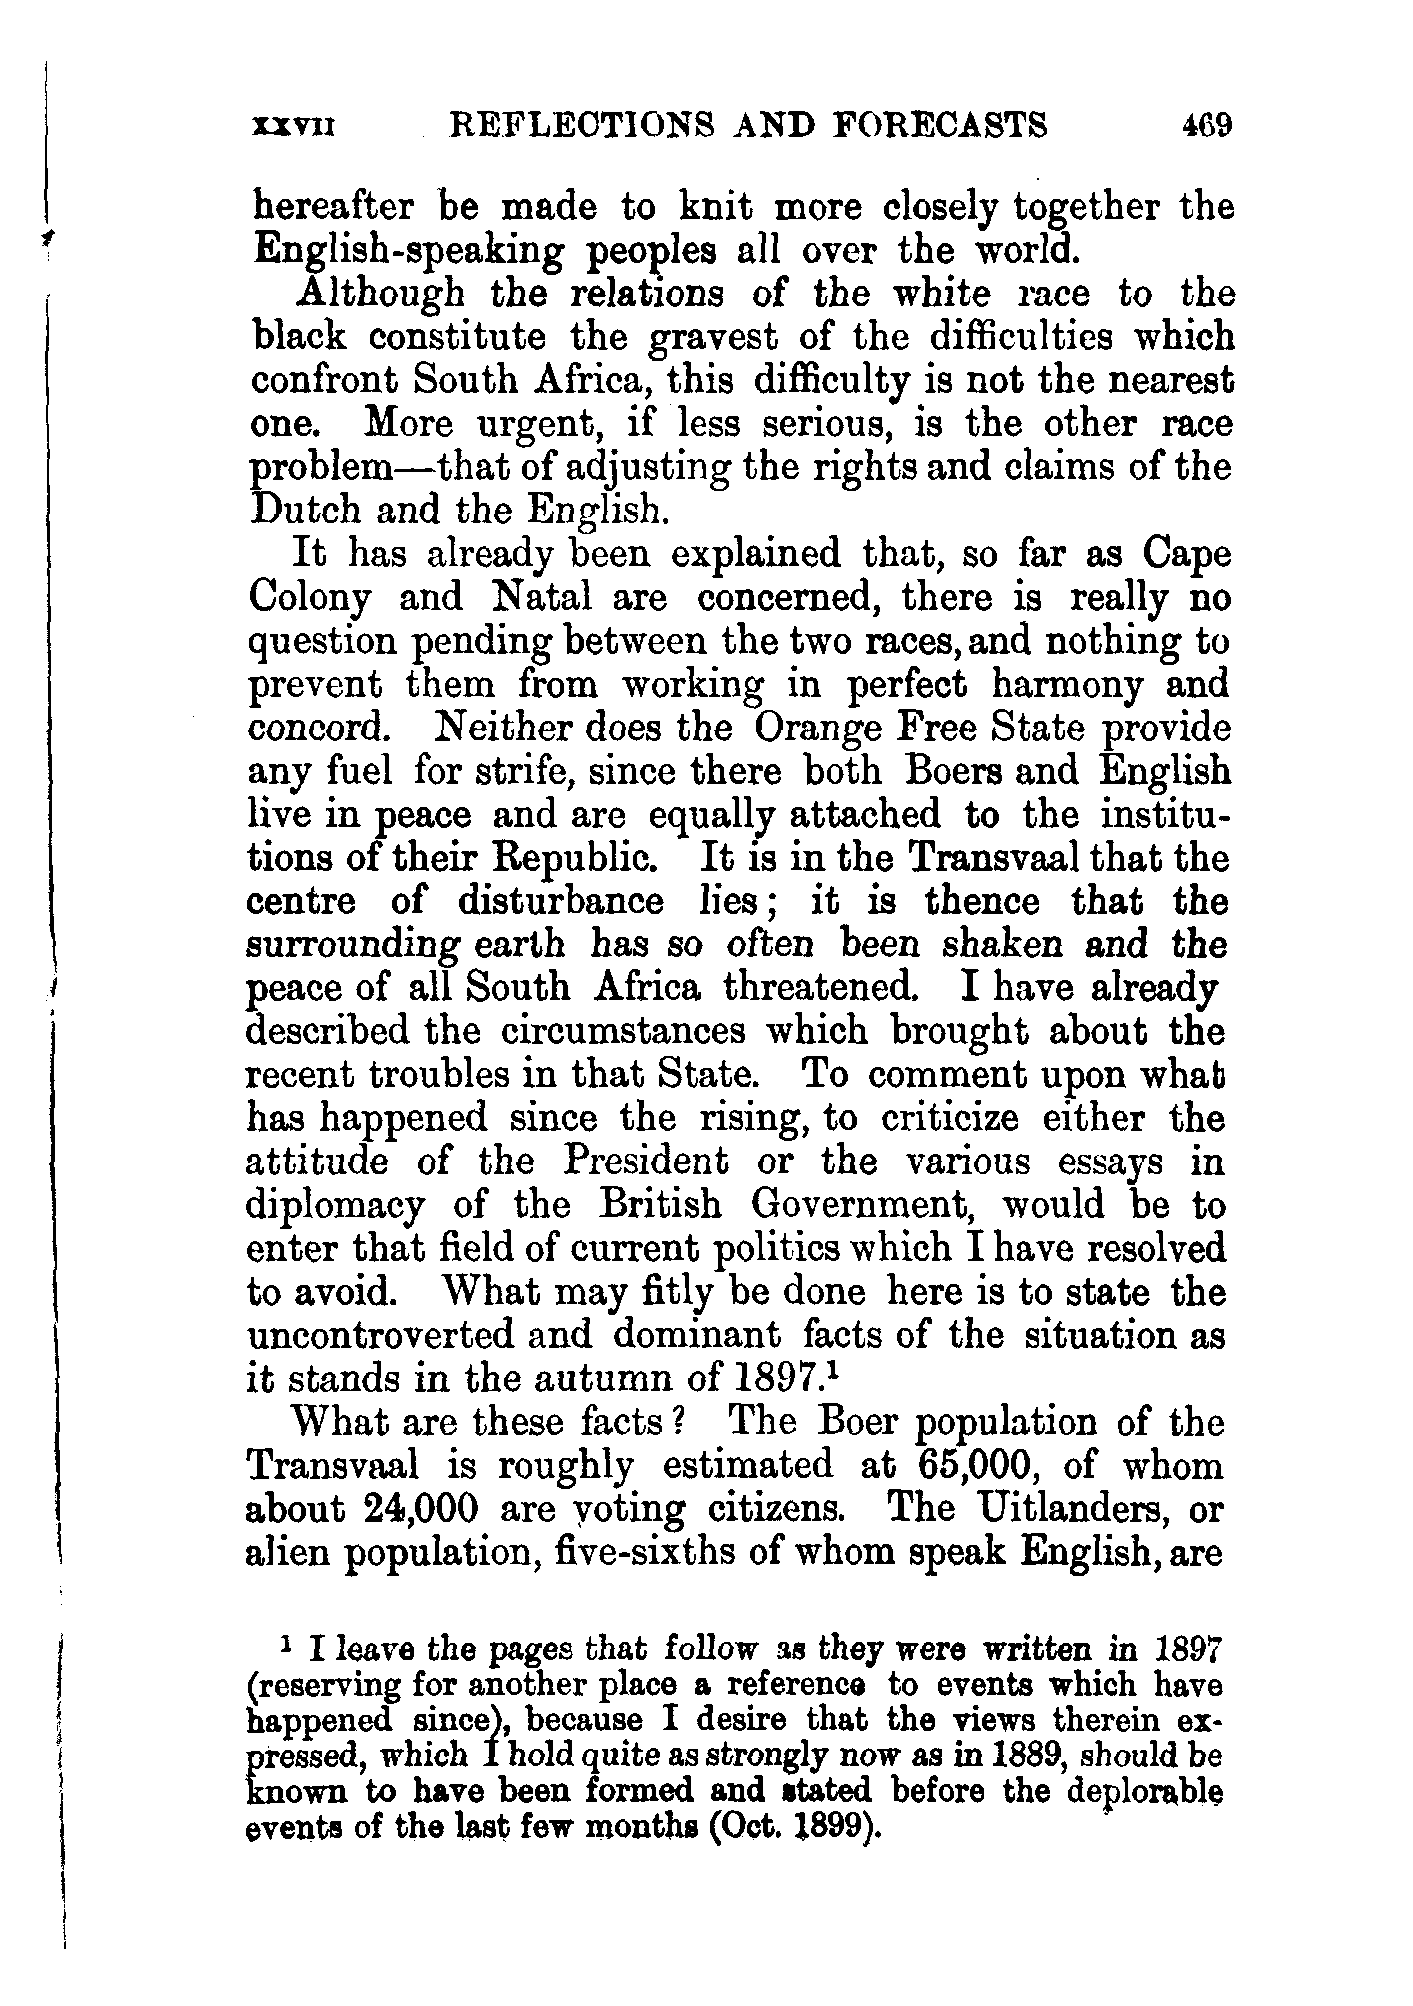 XXVII REFLECTIONS AND FORECASTS 469
hereafter be made to knit more closely together the
English-speaking peoples all over the world.
Although the relations of the white race to the
black constitute the gravest of the difficulties which
confront South Africa, this difficulty is not the nearest
one. More urgent, if less serious, is the other race
problem—that of adjusting the rights and claims of the
Dutch and the English.
It has already been explained that, so far as Cape
Colony and Natal are concerned, there is really no
question pending between the two races, and nothing to
prevent them from working in perfect harmony and
concord. Neither does the Orange Free State provide
any fuel for strife, since there both Boers and English
live in peace and are equally attached to the institu-
tions of their Republic. It is in the Transvaal that the
centre of disturbance lies; it is thence that the
surrounding earth has so often been shaken and the
peace of all South Africa threatened. I have already
described the circumstances which brought about the
recent troubles in that State. To comment upon what
has happened since the rising, to criticize either the
attitude of the President or the various essays in
diplomacy of the British Government, would be to
enter that field of current politics which I have resolved
to avoid. What may fitly be done here is to state the
uncontroverted and dominant facts of the situation as
it stands in the autumn of 1897.¹
What are these facts? The Boer population of the
Transvaal is roughly estimated at 65,000, of whom
about 24,000 are voting citizens. The Uitlanders, or
alien population, five-sixths of whom speak English, are
¹ I leave the pages that follow as they were written in 1897
(reserving for another place a reference to events which have
happened since), because I desire that the views therein ex-
pressed, which I hold quite as strongly now as in 1889, should be
known to have been formed and stated before the deplorable
events of the last few months (Oct. 1899).